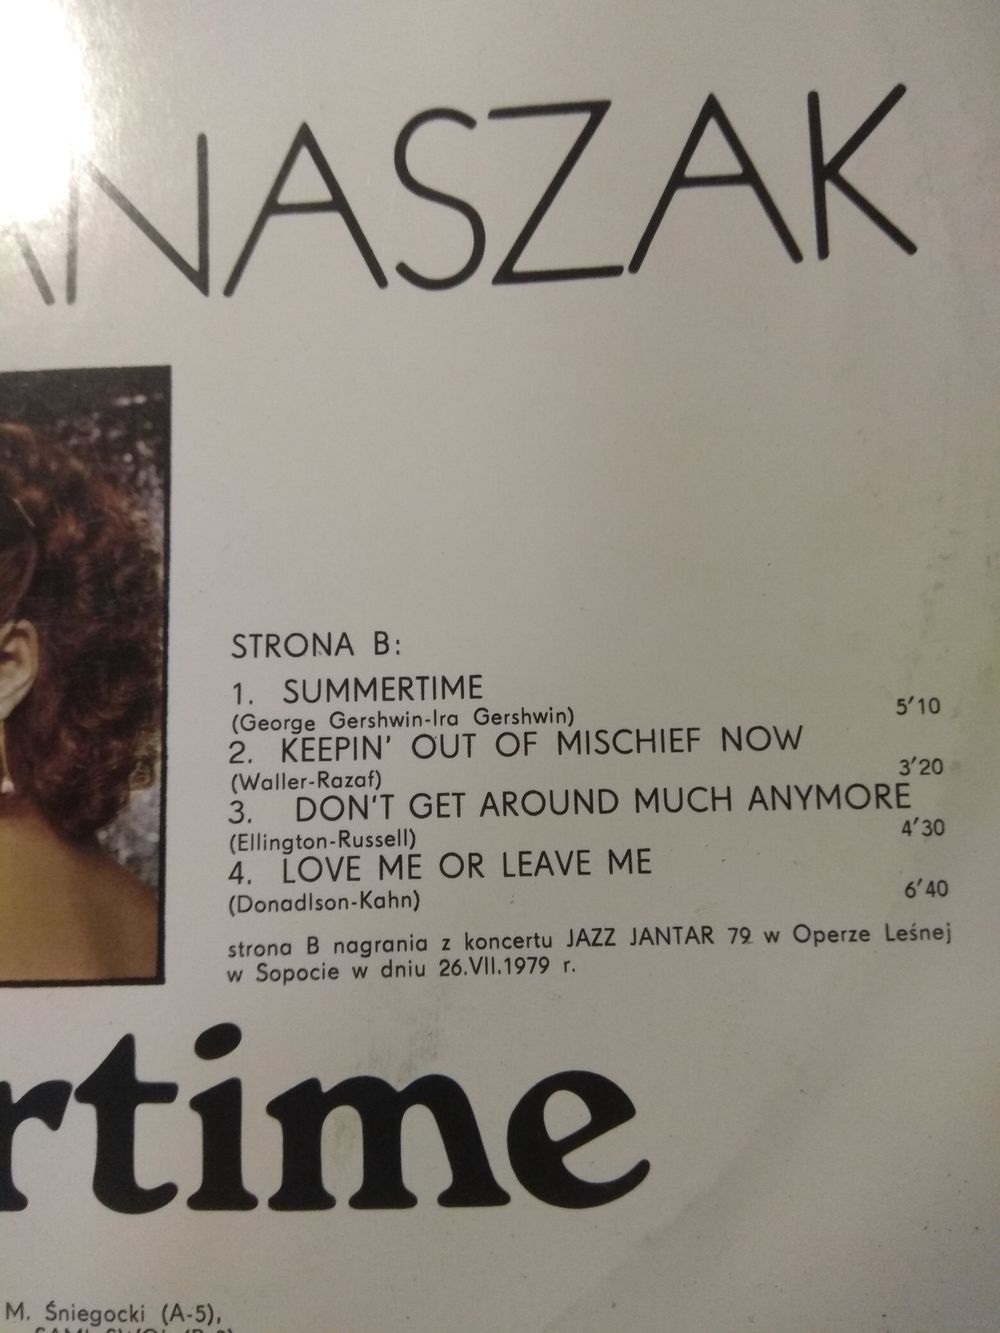 ANASZAK
STRONA B:
1. SUMMERTIME
(George Gershwin-Ira Gershwin) 5'10
2. KEEPIN' OUT OF MISCHIEF NOW
(Waller-Razaf) 3'20
3. DON'T GET AROUND MUCH ANYMORE
(Ellington-Russell) 4'30
4. LOVE ME OR LEAVE ME
(Donadlson-Kahn) 6'40
strona B nagrania z koncertu JAZZ JANTAR 79 w Operze Leśnej
w Sopocie w dniu 26.VII.1979 r.
rtime
M. Śniegocki (A-5),